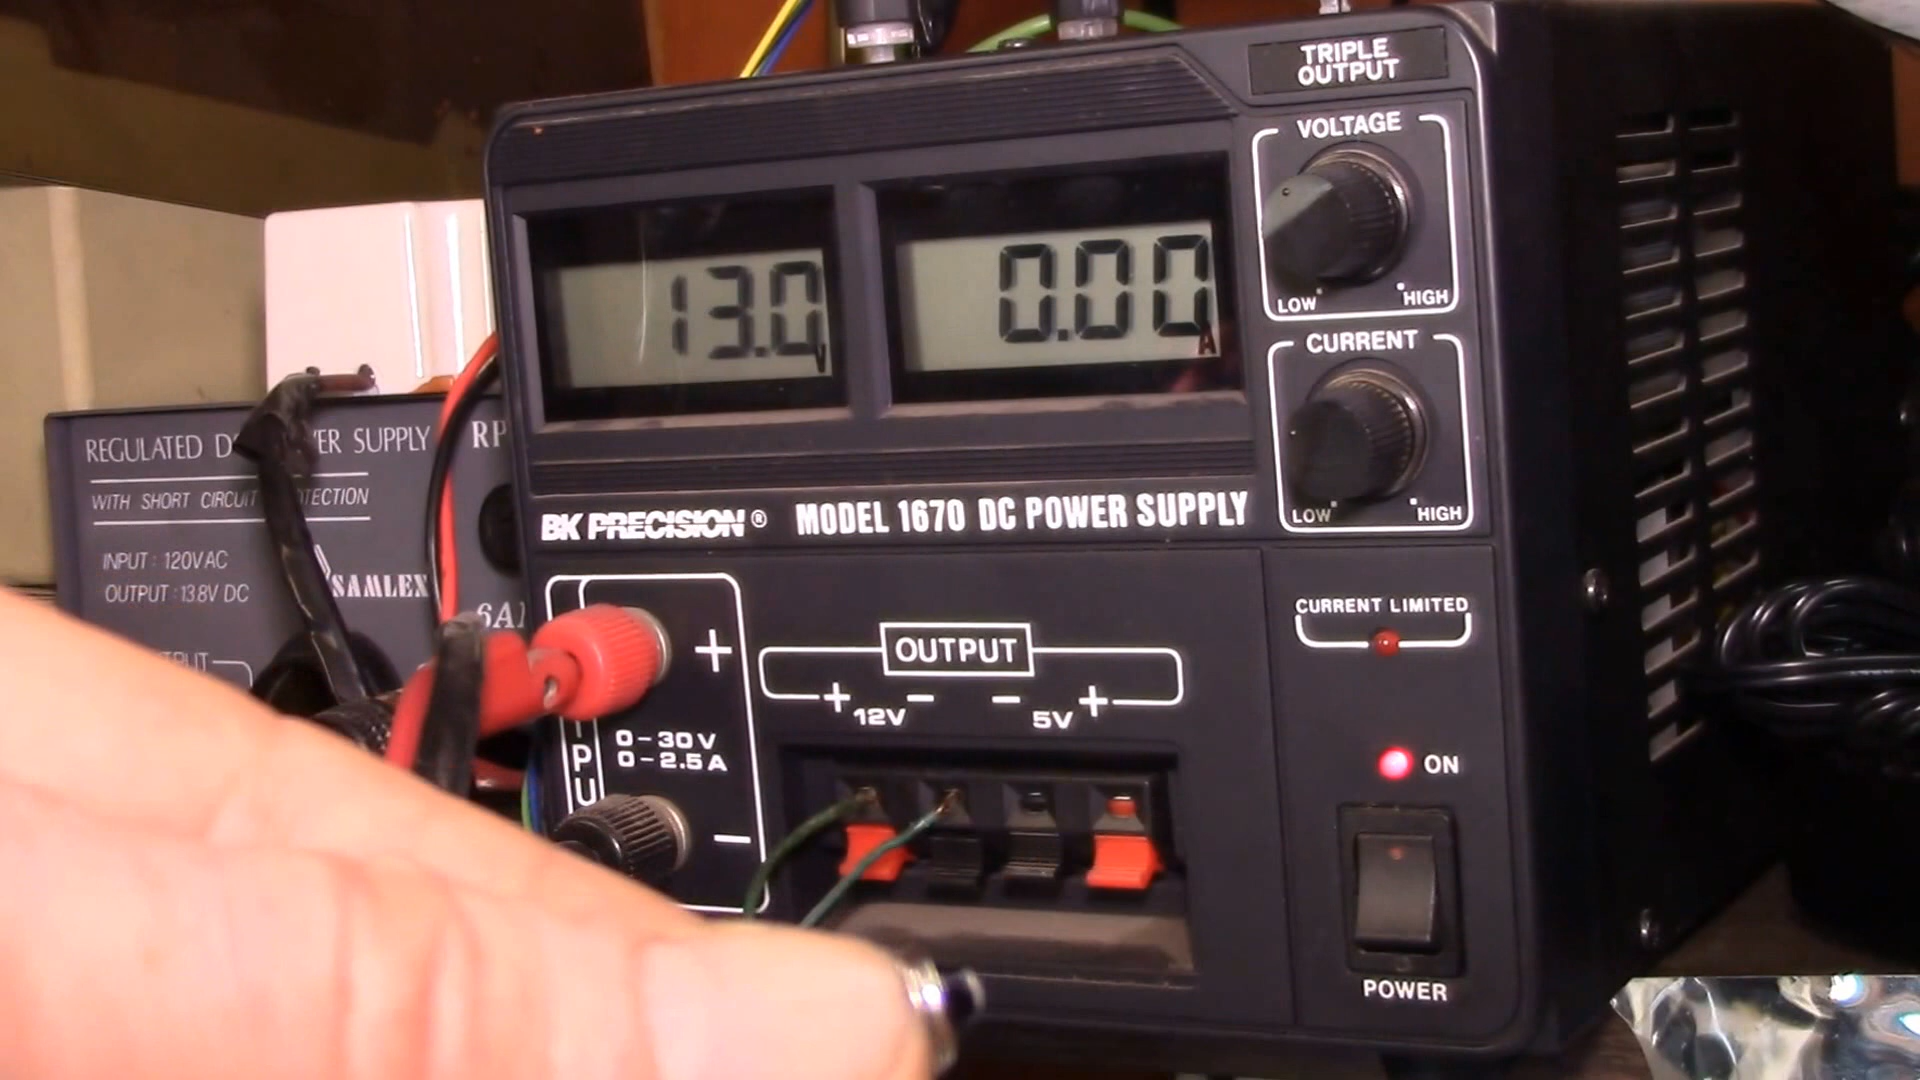 TRIPLE
OUTPUT
VOLTAGE
LOW HIGH
13.0 V
0.00 A
CURRENT
LOW HIGH
BK PRECISION® MODEL 1670 DC POWER SUPPLY
CURRENT LIMITED
OUTPUT
+ 12V − − 5V +
+
0-30V
0-2.5A
−
ON
POWER
REGULATED D ER SUPPLY RP
WITH SHORT CIRCUIT OTECTION
INPUT : 120VAC
OUTPUT : 13.8V DC
SAMLEX